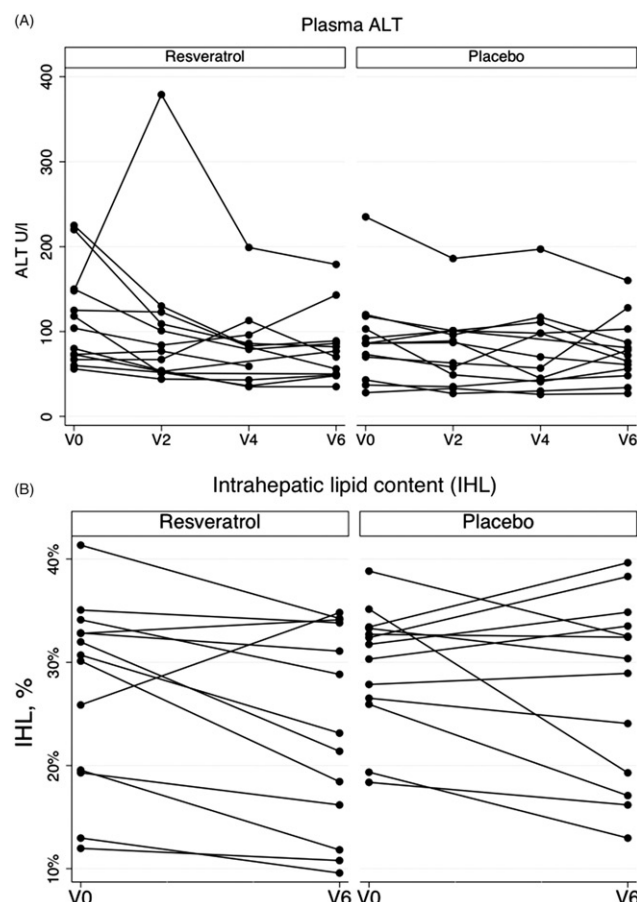 (A)
Plasma ALT
Resveratrol Placebo
ALT U/l
400
300
200
100
0
V0 V2 V4 V6 V0 V2 V4 V6
(B)
Intrahepatic lipid content (IHL)
Resveratrol Placebo
IHL, %
40%
30%
20%
10%
V0 V6 V0 V6